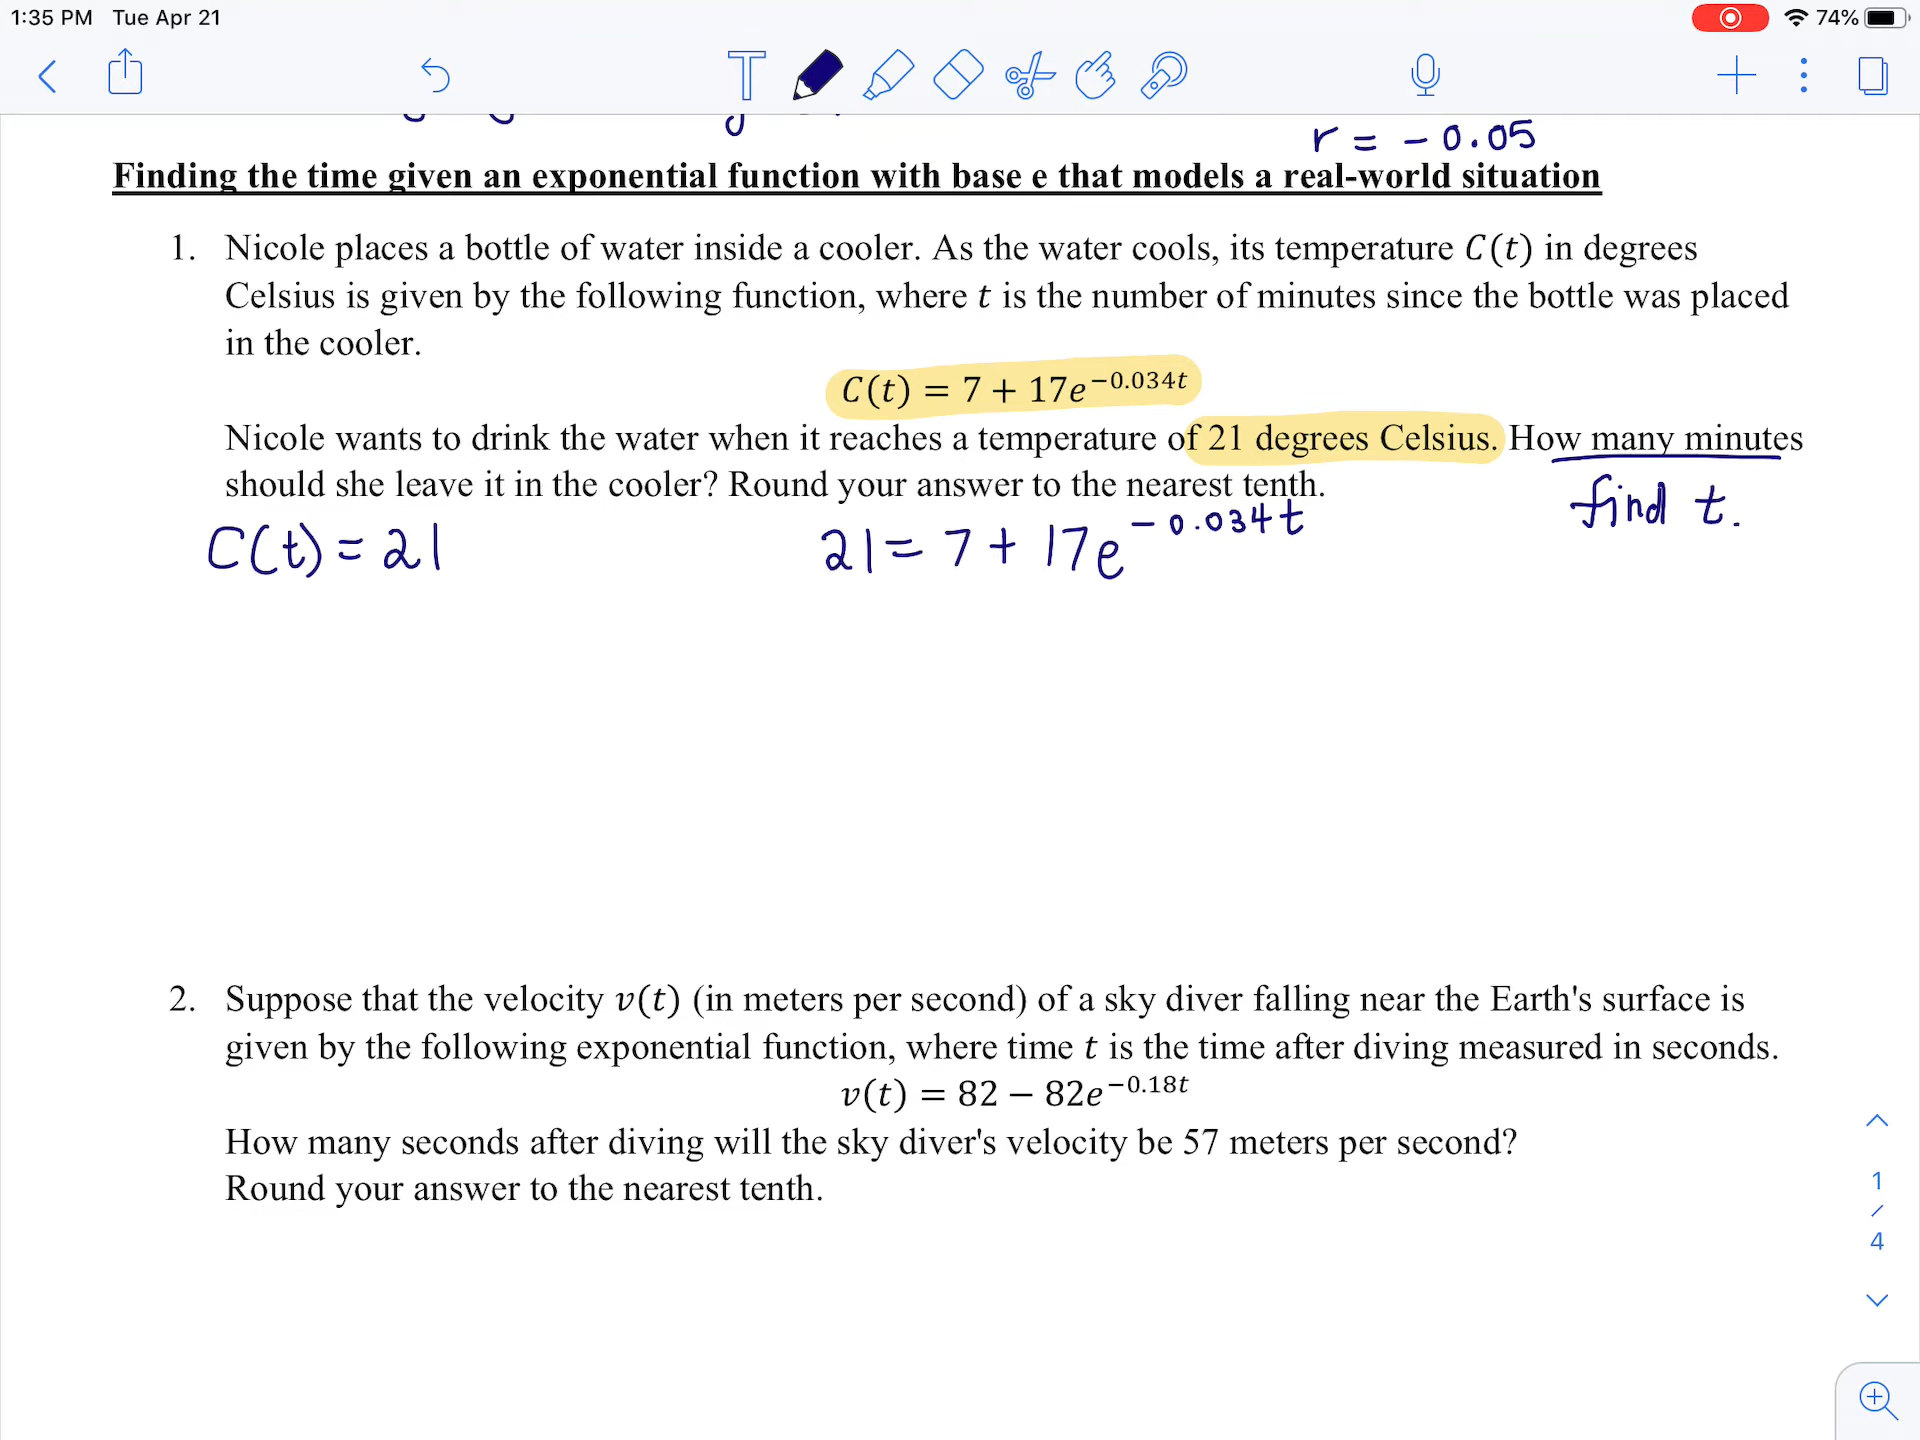 1:35 PM Tue Apr 21 74%
T
r = -0.05
Finding the time given an exponential function with base e that models a real-world situation
1. Nicole places a bottle of water inside a cooler. As the water cools, its temperature C(t) in degrees
Celsius is given by the following function, where t is the number of minutes since the bottle was placed
in the cooler.
C(t) = 7 + 17e^−0.034t
Nicole wants to drink the water when it reaches a temperature of 21 degrees Celsius. How many minutes
should she leave it in the cooler? Round your answer to the nearest tenth.
find t.
C(t) = 21 21 = 7 + 17e^-0.034t
2. Suppose that the velocity v(t) (in meters per second) of a sky diver falling near the Earth's surface is
given by the following exponential function, where time t is the time after diving measured in seconds.
v(t) = 82 − 82e^−0.18t
How many seconds after diving will the sky diver's velocity be 57 meters per second?
Round your answer to the nearest tenth.
1
/
4